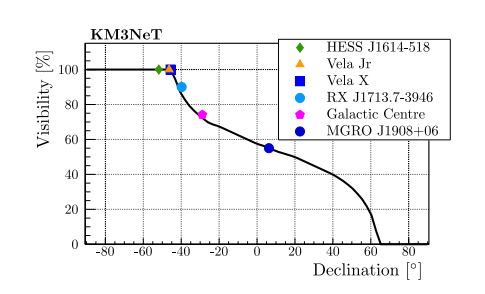 KM3NeT
HESS J1614-518
Vela Jr
Vela X
RX J1713.7-3946
Galactic Centre
MGRO J1908+06
Visibility [%]
100
80
60
40
20
0
-80 -60 -40 -20 0 20 40 60 80
Declination [°]